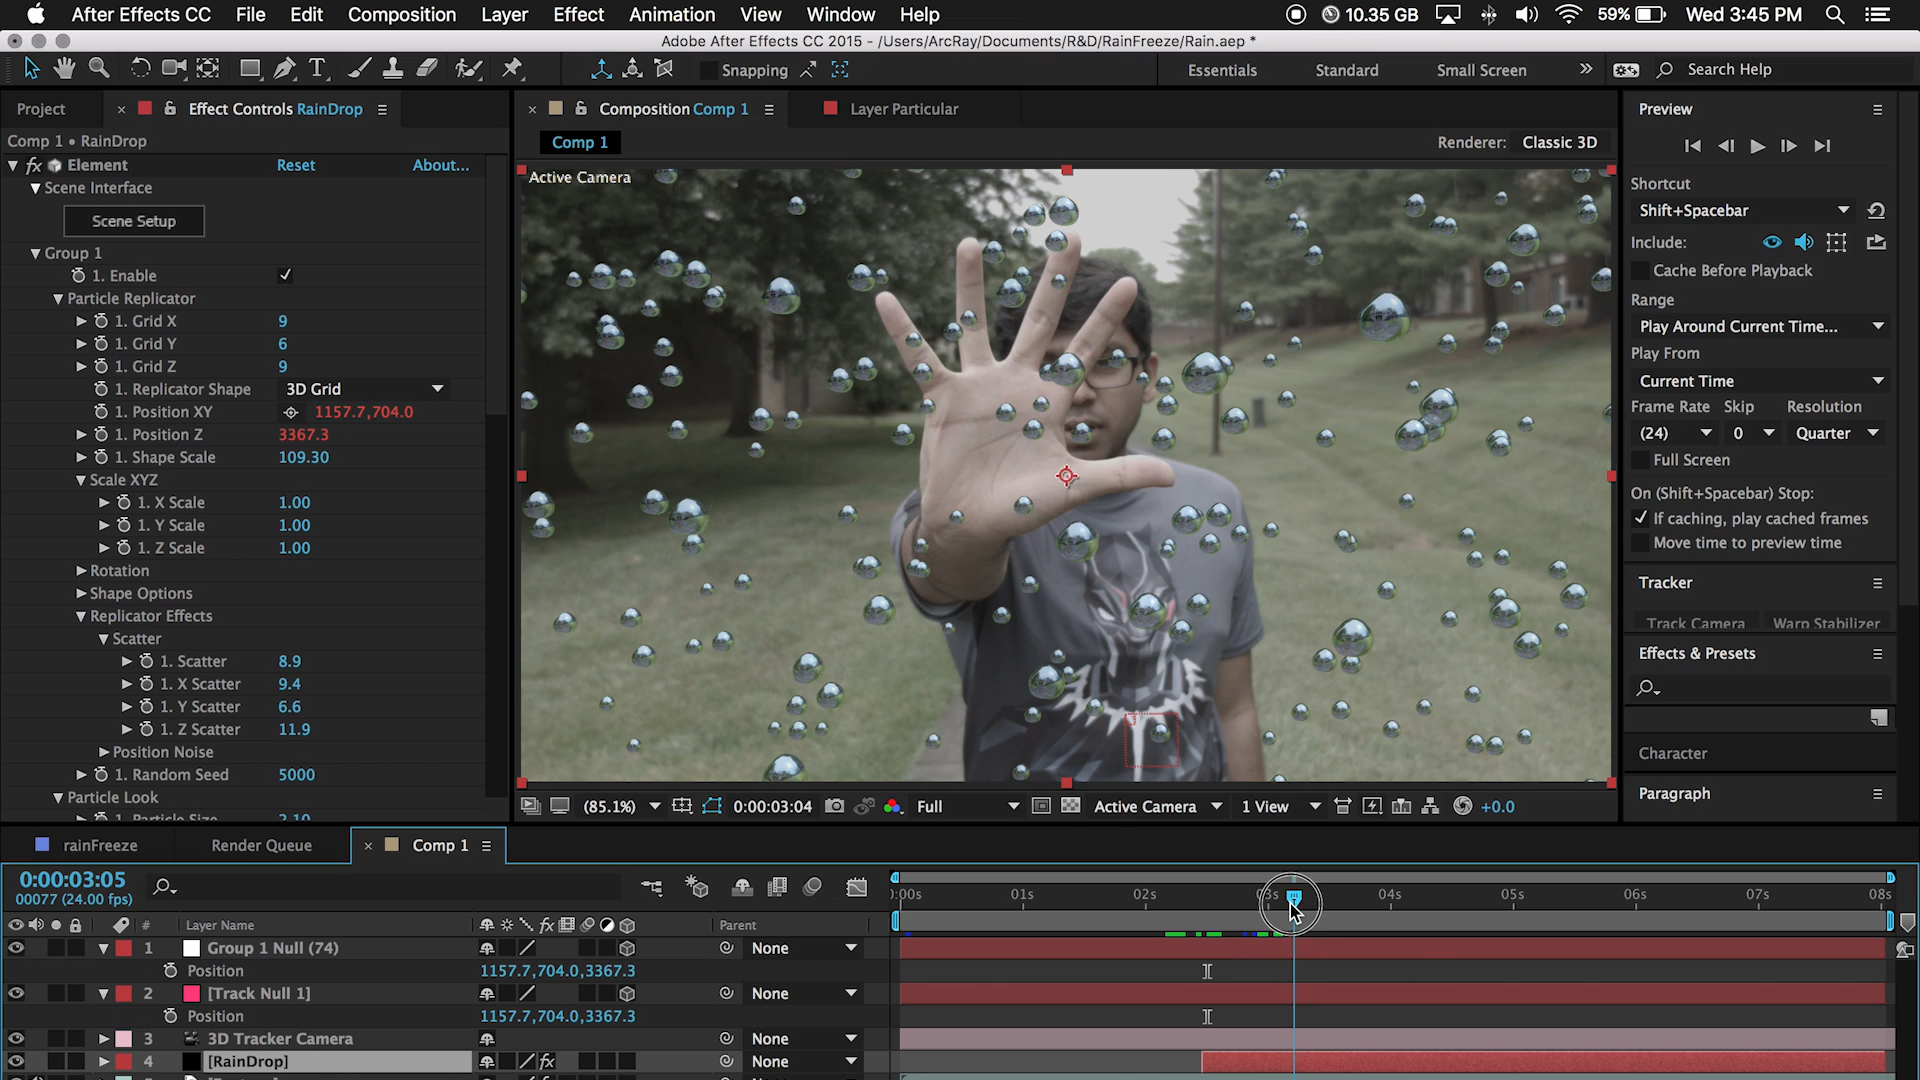 After Effects CC File Edit Composition Layer Effect Animation View Window Help 10.35 GB 59% Wed 3:45 PM
Adobe After Effects CC 2015 - /Users/ArcRay/Documents/R&D/RainFreeze/Rain.aep *
T Snapping Essentials Standard Small Screen Search Help
Project × Effect Controls RainDrop
× Composition Comp 1 Layer Particular
Preview
Comp 1 • RainDrop
Comp 1 Renderer: Classic 3D
fx Element Reset About...
Active Camera
Scene Interface
Scene Setup
Group 1
1. Enable
Particle Replicator
1. Grid X 9
1. Grid Y 6
1. Grid Z 9
1. Replicator Shape 3D Grid
1. Position XY 1157.7,704.0
1. Position Z 3367.3
1. Shape Scale 109.30
Scale XYZ
1. X Scale 1.00
1. Y Scale 1.00
1. Z Scale 1.00
Rotation
Shape Options
Replicator Effects
Scatter
1. Scatter 8.9
1. X Scatter 9.4
1. Y Scatter 6.6
1. Z Scatter 11.9
Position Noise
1. Random Seed 5000
Particle Look
1. Particle Size 2.10
Shortcut
Shift+Spacebar
Include:
Cache Before Playback
Range
Play Around Current Time...
Play From
Current Time
Frame Rate Skip Resolution
(24) 0 Quarter
Full Screen
On (Shift+Spacebar) Stop:
If caching, play cached frames
Move time to preview time
Tracker
Track Camera Warp Stabilizer
Effects & Presets
Character
Paragraph
(85.1%) 0:00:03:04 Full Active Camera 1 View +0.0
rainFreeze Render Queue × Comp 1
0:00:03:05
00077 (24.00 fps)
:00s 01s 02s 03s 04s 05s 06s 07s 08s
# Layer Name fx Parent
1 Group 1 Null (74) None
Position 1157.7,704.0,3367.3
2 [Track Null 1] None
Position 1157.7,704.0,3367.3
3 3D Tracker Camera None
4 [RainDrop] fx None